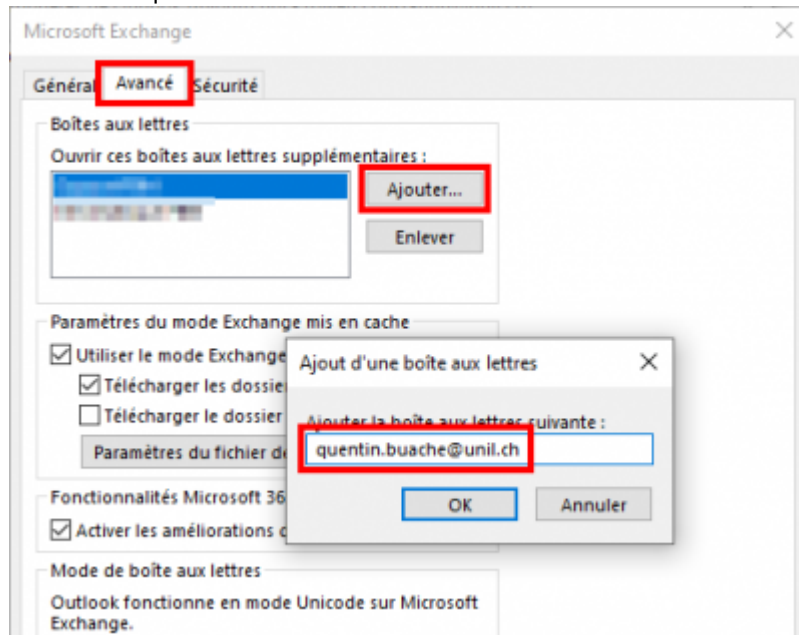 Microsoft Exchange
Général Avancé Sécurité
Boîtes aux lettres
Ouvrir ces boîtes aux lettres supplémentaires :
Ajouter...
Enlever
Paramètres du mode Exchange mis en cache
Utiliser le mode Exchange
Télécharger les
Télécharger le dossier
Paramètres du fichier
Ajout d'une boîte aux lettres
Ajouter la boîte aux lettres suivante :
quentin.buache@unil.ch
OK Annuler
Fonctionnalités Microsoft 36
Activer les améliorations
Mode de boîte aux lettres
Outlook fonctionne en mode Unicode sur Microsoft
Exchange.